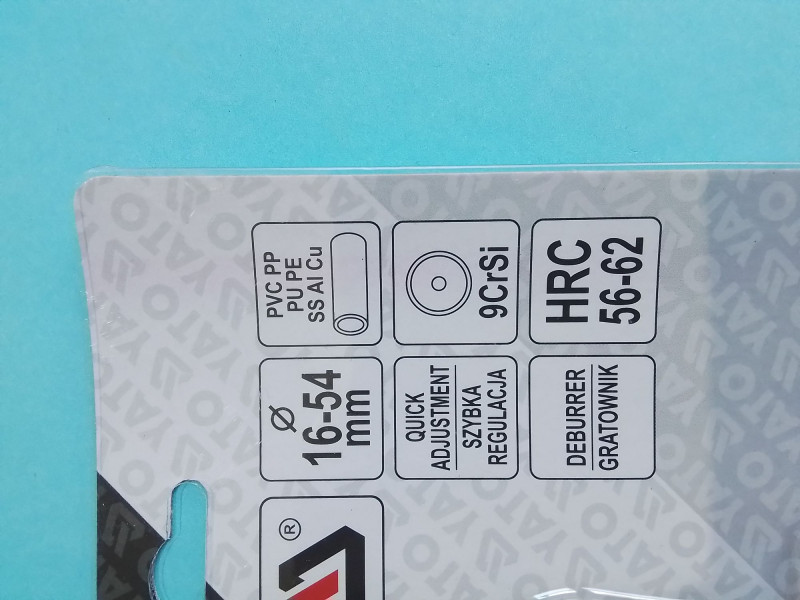 ®
Ø
16-54
mm
PVC PP
PU PE
SS Al Cu
QUICK
ADJUSTMENT
SZYBKA
REGULACJA
9CrSi
DEBURRER
GRATOWNIK
HRC
56-62
YATO